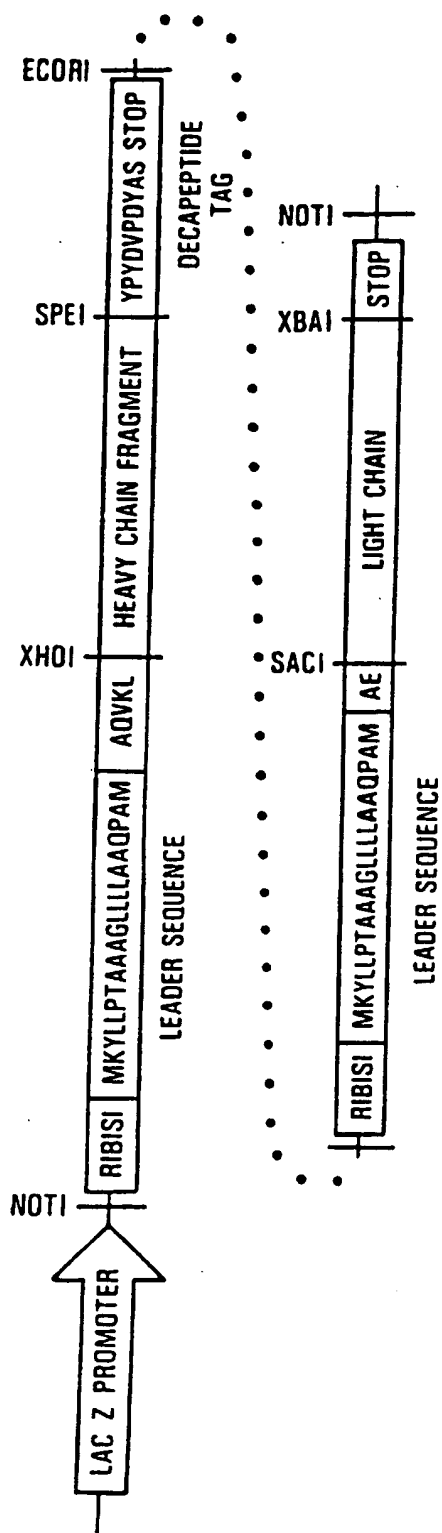 LAC Z PROMOTER
NOTI
RIBISI
MKYLLPTAAAGLLLLAAQPAM
LEADER SEQUENCE
AQVKL
XHOI
HEAVY CHAIN FRAGMENT
SPEI
YPYDVPDYAS STOP
DECAPEPTIDE
TAG
ECORI
RIBISI
MKYLLPTAAAGLLLLAAQPAM
LEADER SEQUENCE
AE
SACI
LIGHT CHAIN
XBAI
STOP
NOTI